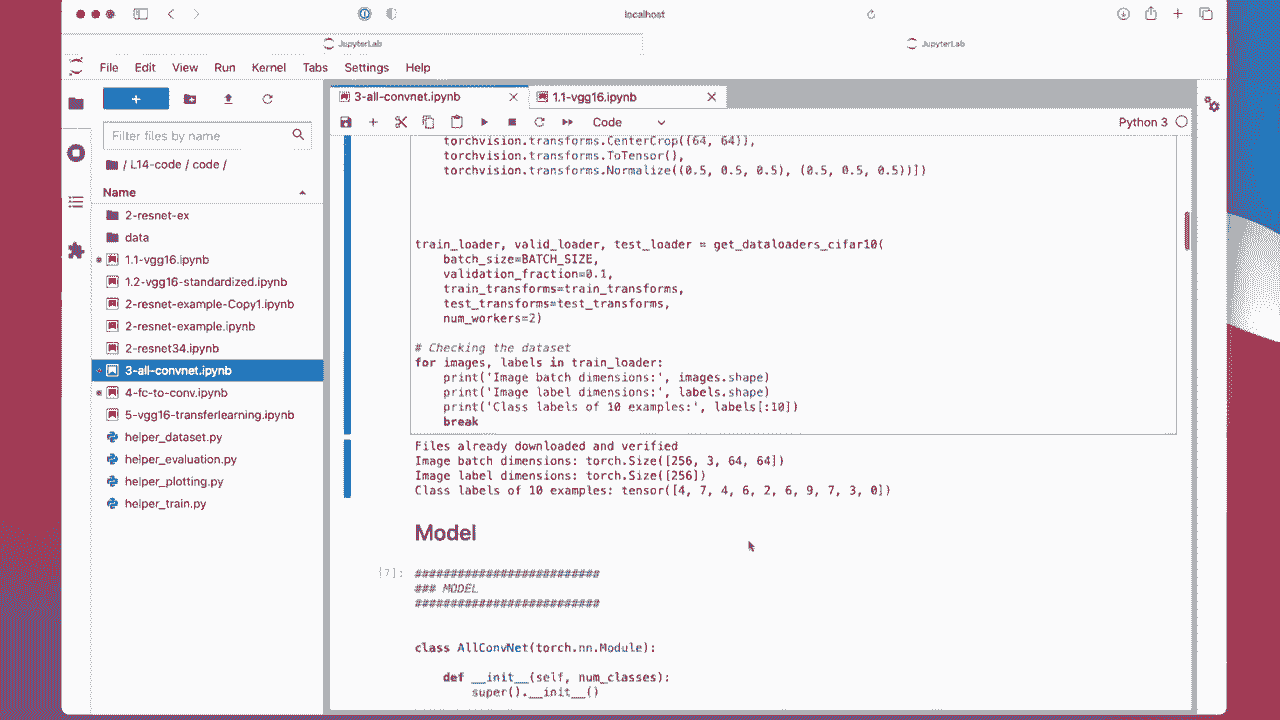 localhost
JupyterLab
JupyterLab
File Edit View Run Kernel Tabs Settings Help
3-all-convnet.ipynb
1.1-vgg16.ipynb
Filter files by name
Code
Python 3
/ L14-code / code /
Name
2-resnet-ex
data
1.1-vgg16.ipynb
1.2-vgg16-standardized.ipynb
2-resnet-example-Copy1.ipynb
2-resnet-example.ipynb
2-resnet34.ipynb
3-all-convnet.ipynb
4-fc-to-conv.ipynb
5-vgg16-transferlearning.ipynb
helper_dataset.py
helper_evaluation.py
helper_plotting.py
helper_train.py
torchvision.transforms.CenterCrop((64, 64)),
torchvision.transforms.ToTensor(),
torchvision.transforms.Normalize((0.5, 0.5, 0.5), (0.5, 0.5, 0.5))])
train_loader, valid_loader, test_loader = get_dataloaders_cifar10(
batch_size=BATCH_SIZE,
validation_fraction=0.1,
train_transforms=train_transforms,
test_transforms=test_transforms,
num_workers=2)
# Checking the dataset
for images, labels in train_loader:
print('Image batch dimensions:', images.shape)
print('Image label dimensions:', labels.shape)
print('Class labels of 10 examples:', labels[:10])
break
Files already downloaded and verified
Image batch dimensions: torch.Size([256, 3, 64, 64])
Image label dimensions: torch.Size([256])
Class labels of 10 examples: tensor([4, 7, 4, 6, 2, 6, 9, 7, 3, 0])
Model
[7]: ##########################
### MODEL
##########################
class AllConvNet(torch.nn.Module):
def __init__(self, num_classes):
super().__init__()